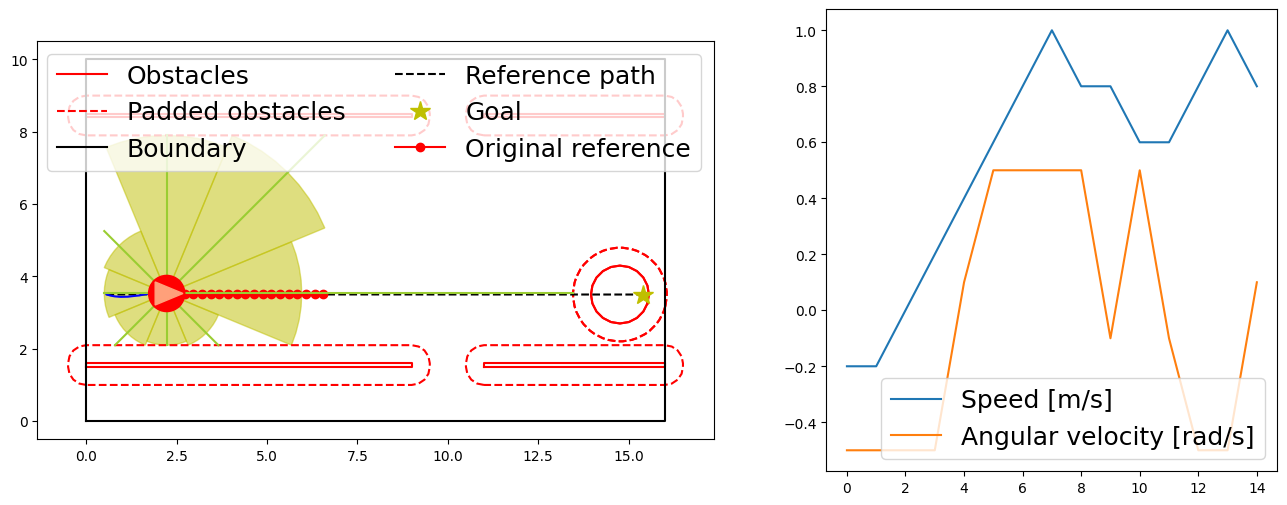 Obstacles
Padded obstacles
Boundary
Reference path
Goal
Original reference
10
8
6
4
2
0
0.0 2.5 5.0 7.5 10.0 12.5 15.0
1.0
0.8
0.6
0.4
0.2
0.0
−0.2
−0.4
Speed [m/s]
Angular velocity [rad/s]
0 2 4 6 8 10 12 14